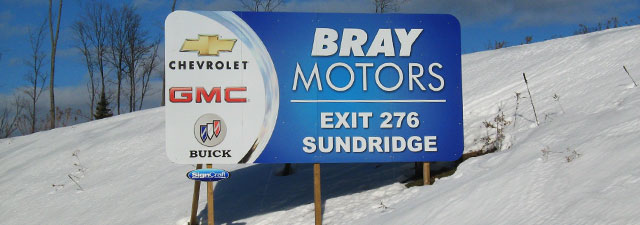 CHEVROLET
GMC
BUICK
BRAY
MOTORS
EXIT 276
SUNDRIDGE
SignCraft